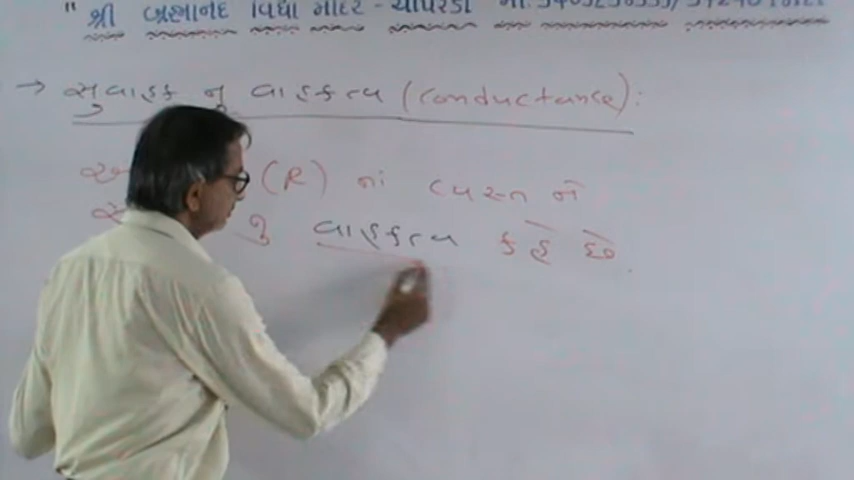 " શ્રી બ્રહ્માનંદ વિદ્યા મંદિર - ચાપરડા
→ સુવાહક નુ વાહકત્વ (Conductance):
(R) નાં વ્યસ્ત ને
નુ વાહકત્વ કહે છે.